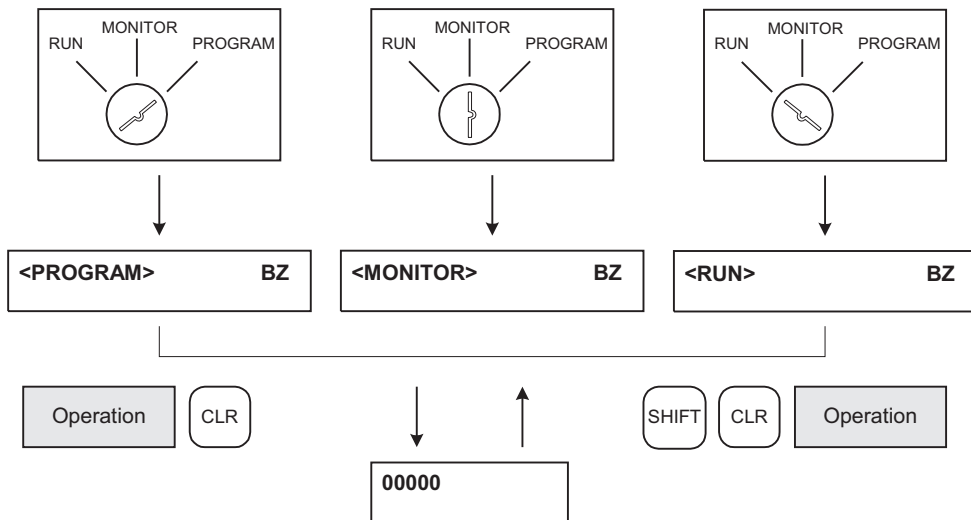 MONITOR
RUN PROGRAM
MONITOR
RUN PROGRAM
MONITOR
RUN PROGRAM
<PROGRAM> BZ
<MONITOR> BZ
<RUN> BZ
Operation CLR
SHIFT CLR Operation
00000